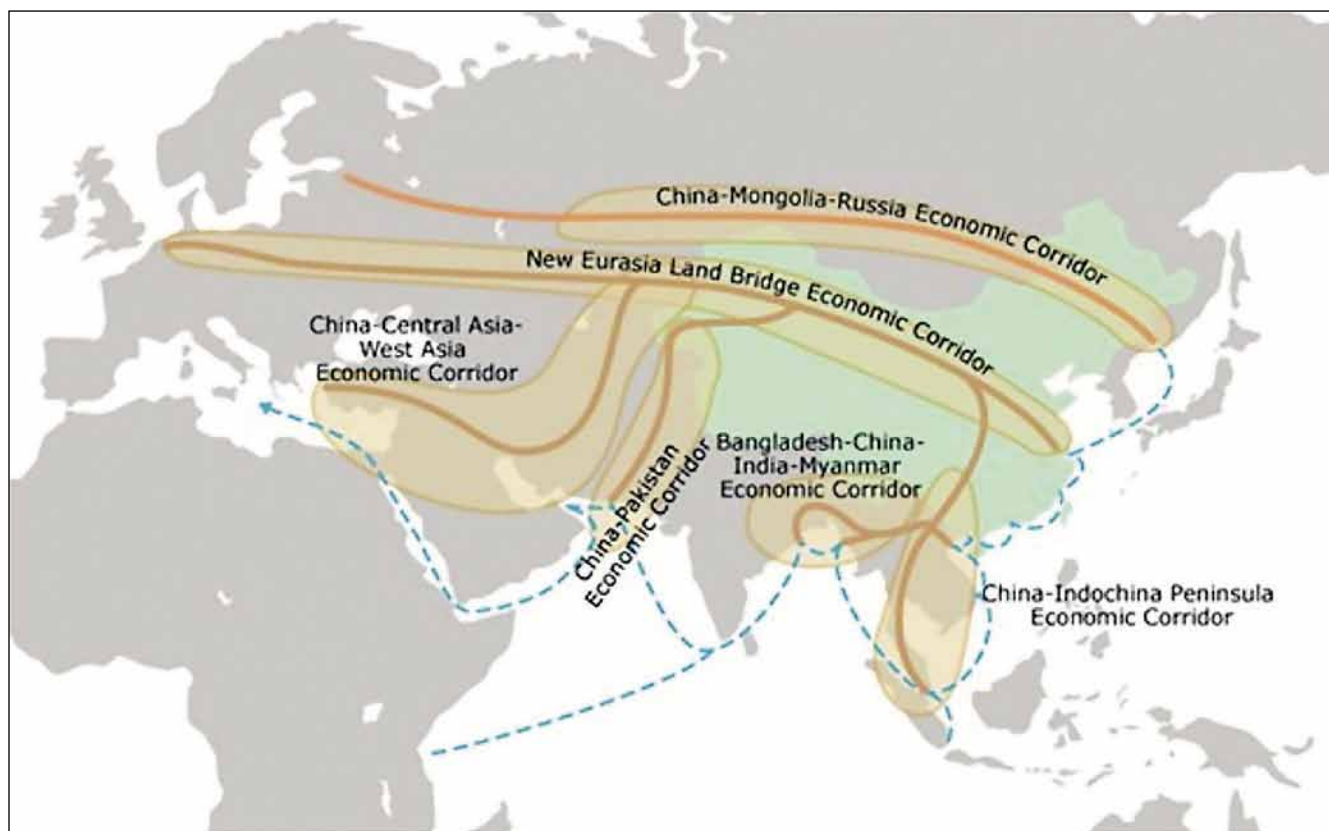 China-Mongolia-Russia Economic Corridor
New Eurasia Land Bridge Economic Corridor
China-Central Asia-
West Asia
Economic Corridor
China-Pakistan
Economic Corridor
Bangladesh-China-
India-Myanmar
Economic Corridor
China-Indochina Peninsula
Economic Corridor